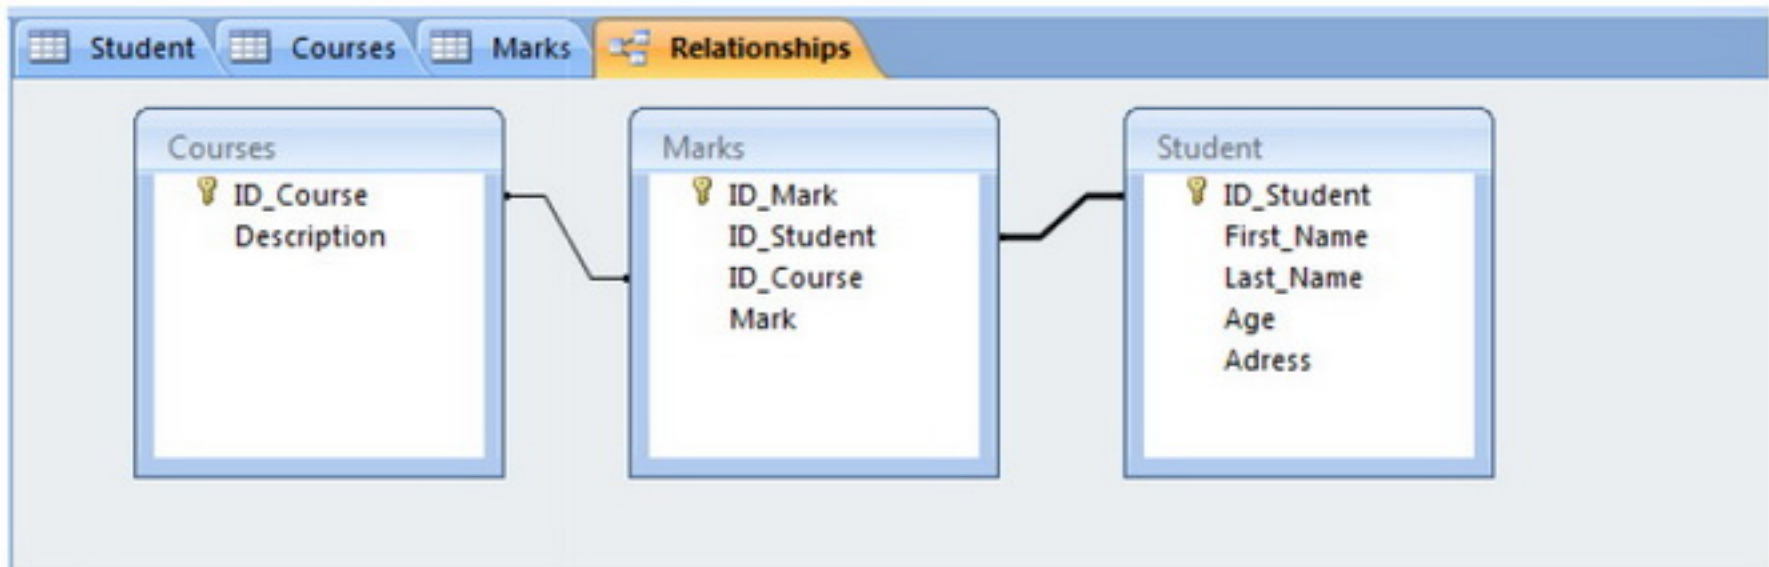 Student Courses Marks Relationships
Courses
ID_Course
Description
Marks
ID_Mark
ID_Student
ID_Course
Mark
Student
ID_Student
First_Name
Last_Name
Age
Adress